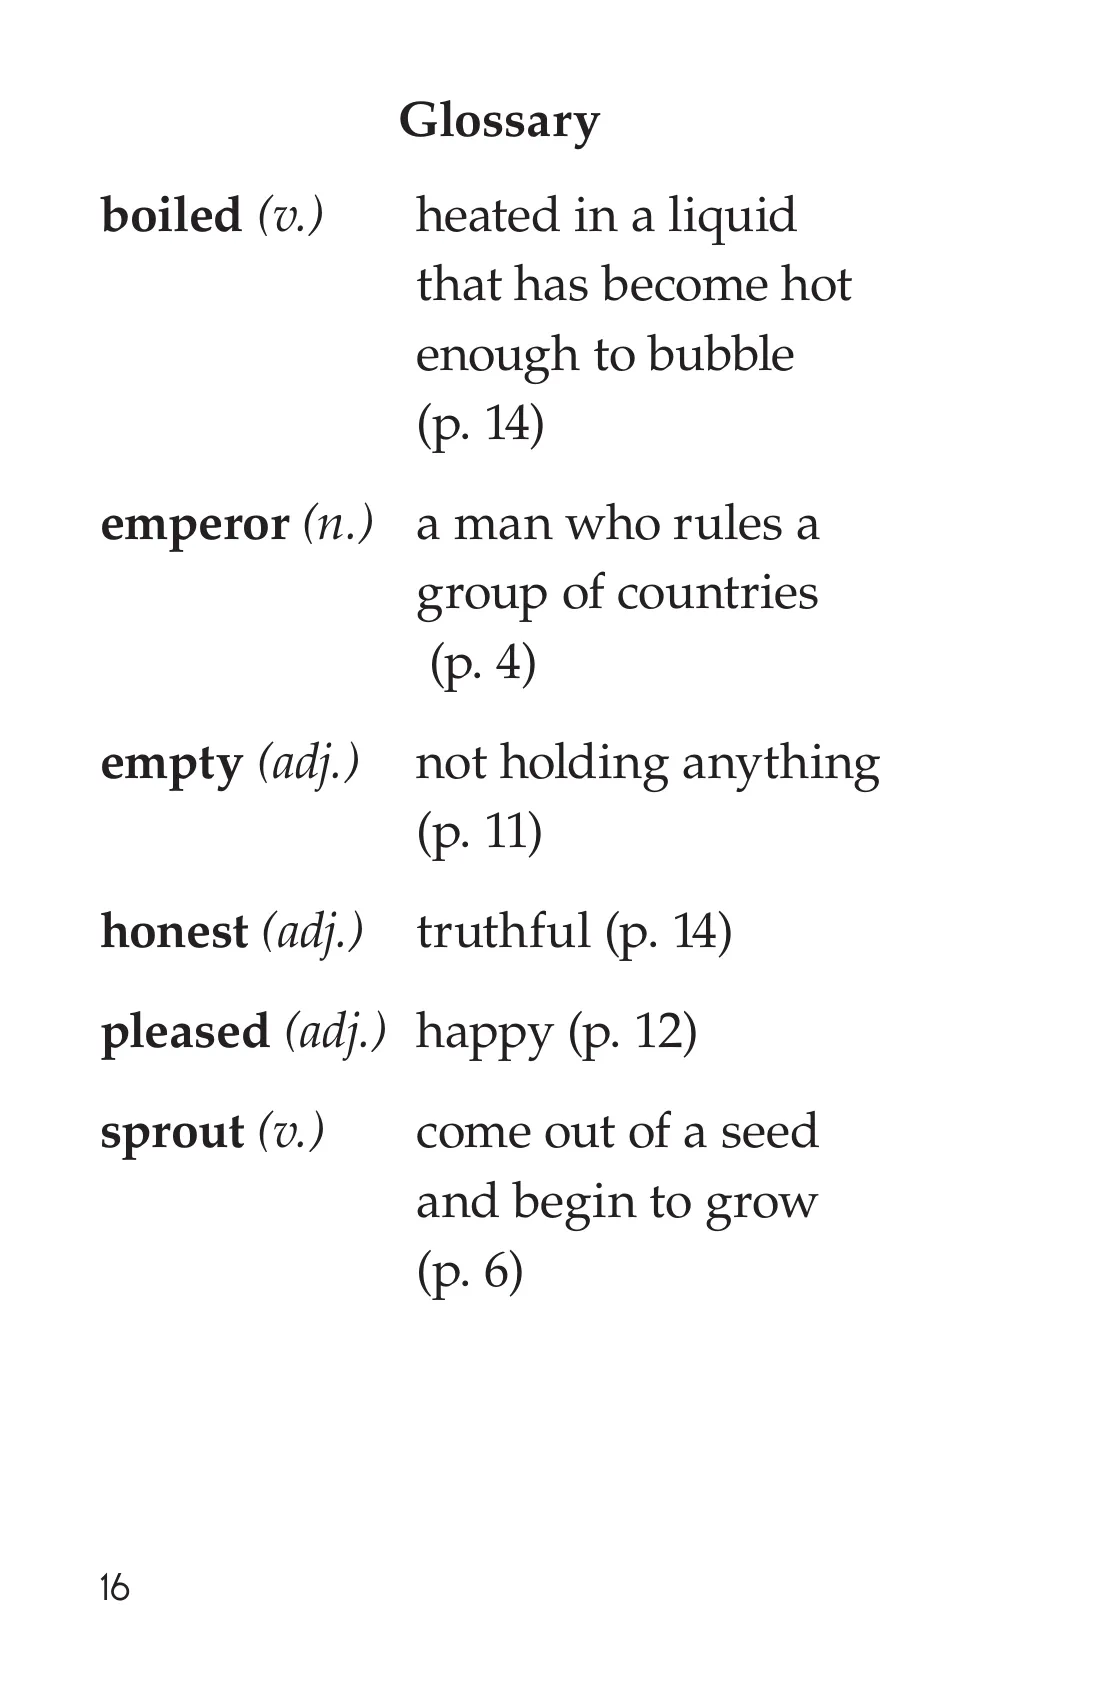 Glossary
boiled (v.) heated in a liquid
that has become hot
enough to bubble
(p. 14)
emperor (n.) a man who rules a
group of countries
(p. 4)
empty (adj.) not holding anything
(p. 11)
honest (adj.) truthful (p. 14)
pleased (adj.) happy (p. 12)
sprout (v.) come out of a seed
and begin to grow
(p. 6)
16